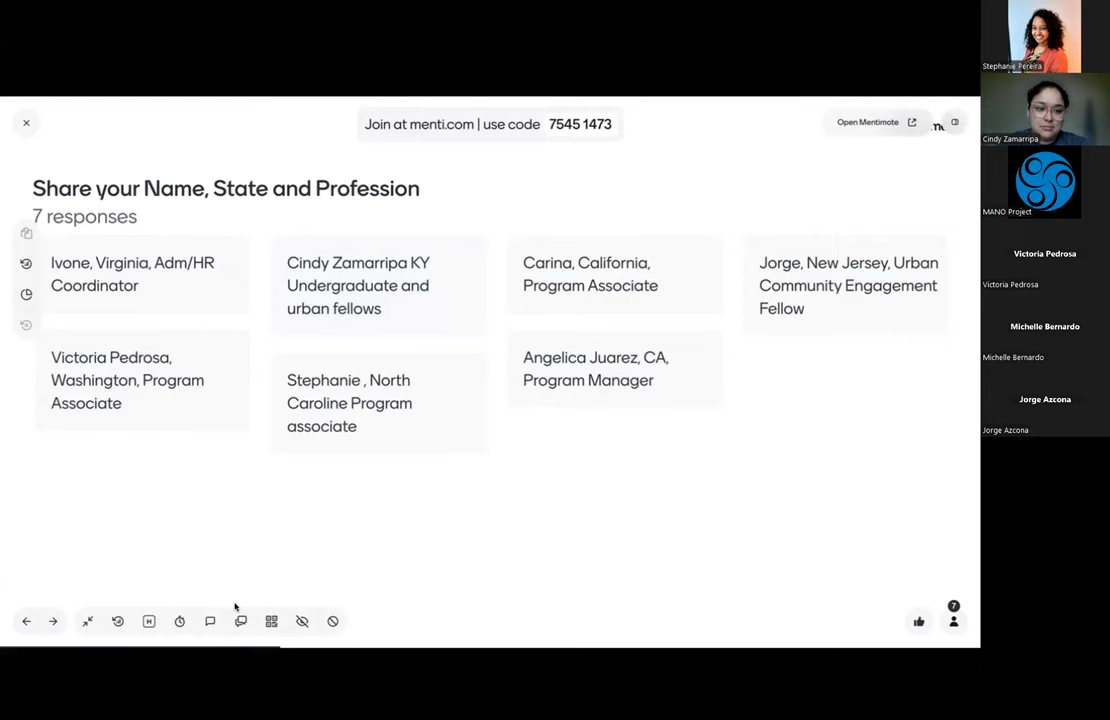 Join at menti.com | use code 7545 1473
Open Mentimote
Share your Name, State and Profession
7 responses
Ivone, Virginia, Adm/HR
Coordinator
Cindy Zamarripa KY
Undergraduate and
urban fellows
Carina, California,
Program Associate
Jorge, New Jersey, Urban
Community Engagement
Fellow
Victoria Pedrosa,
Washington, Program
Associate
Stephanie , North
Caroline Program
associate
Angelica Juarez, CA,
Program Manager
H
7
Stephanie Pereira
Cindy Zamarripa
MANO Project
Victoria Pedrosa
Victoria Pedrosa
Michelle Bernardo
Michelle Bernardo
Jorge Azcona
Jorge Azcona